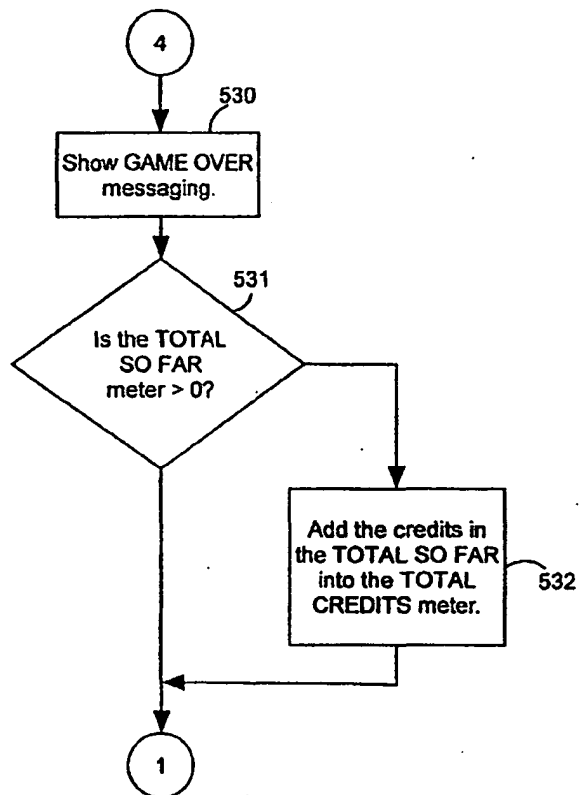 4
530
Show GAME OVER
messaging.
531
Is the TOTAL
SO FAR
meter > 0?
Add the credits in
the TOTAL SO FAR
into the TOTAL
CREDITS meter.
532
1